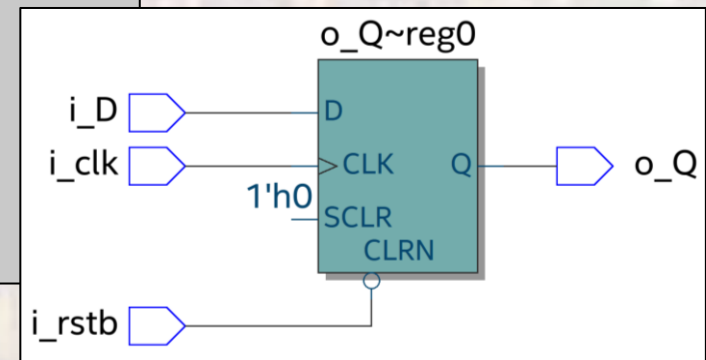 o_Q~reg0
i_D
D
i_clk
CLK
Q
o_Q
1'h0
SCLR
CLRN
i_rstb